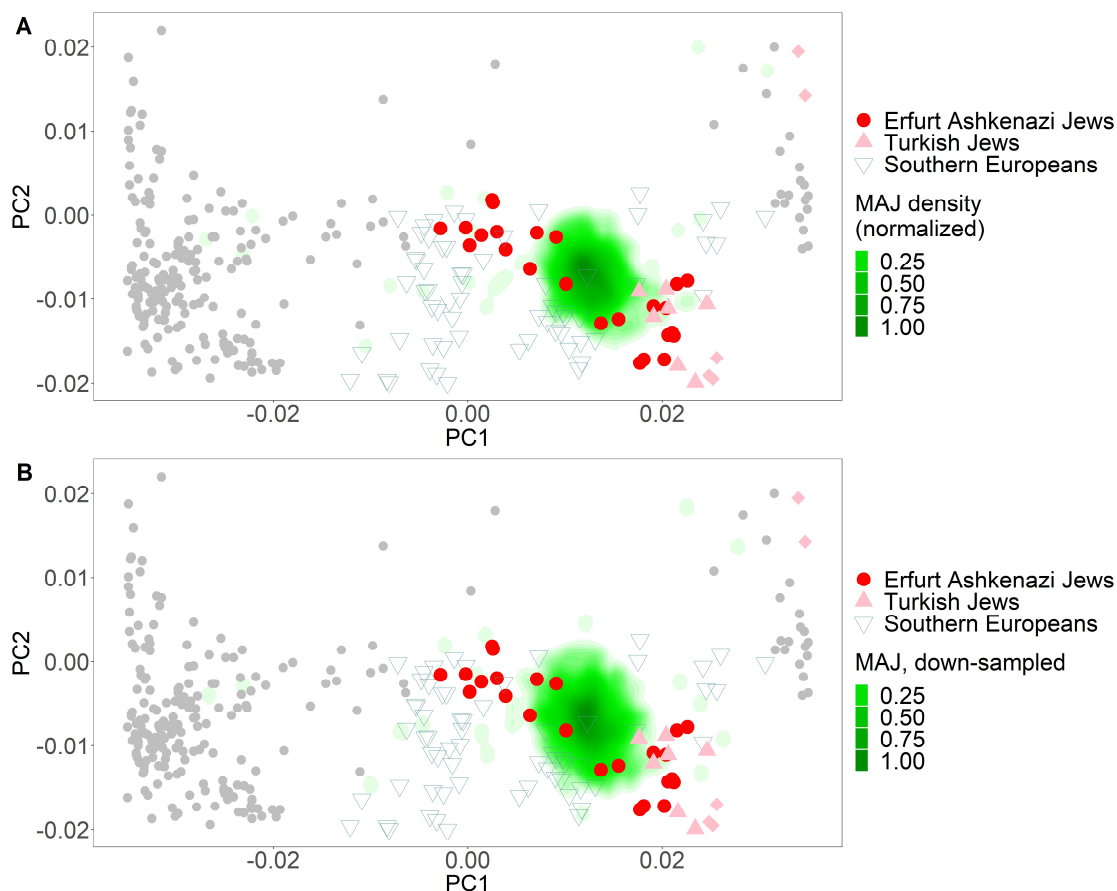 A
0.02
0.01
0.00
-0.01
-0.02
PC2
-0.02
0.00
0.02
PC1
Erfurt Ashkenazi Jews
Turkish Jews
Southern Europeans
MAJ density
(normalized)
0.25
0.50
0.75
1.00
B
0.02
0.01
0.00
-0.01
-0.02
PC2
-0.02
0.00
0.02
PC1
Erfurt Ashkenazi Jews
Turkish Jews
Southern Europeans
MAJ, down-sampled
0.25
0.50
0.75
1.00